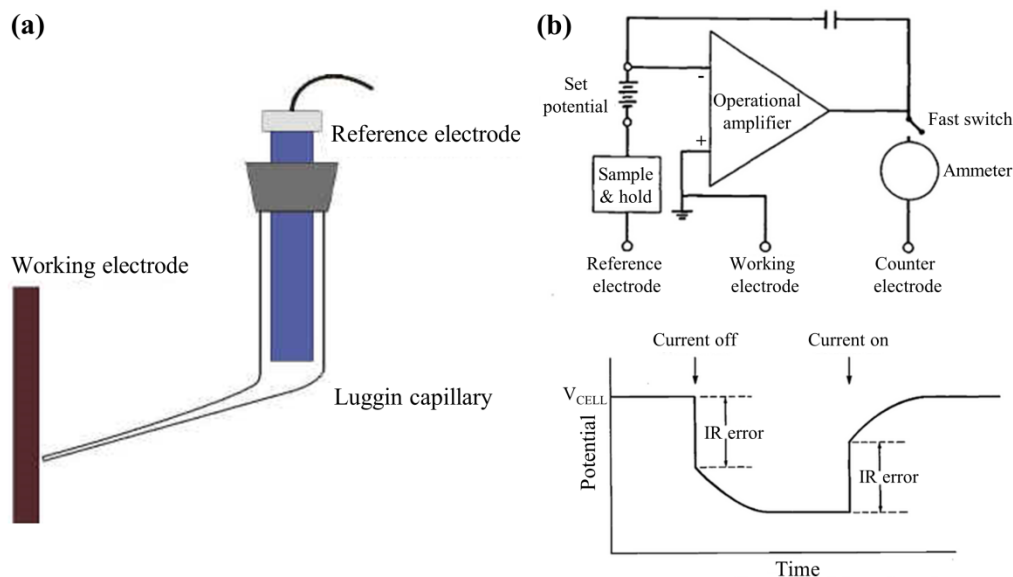 (a)
Reference electrode
Working electrode
Luggin capillary
(b)
Set
potential
-
+
Operational
amplifier
Fast switch
Ammeter
Sample
& hold
Reference
electrode
Working
electrode
Counter
electrode
Current off
Current on
VCELL
IR error
IR error
Potential
Time